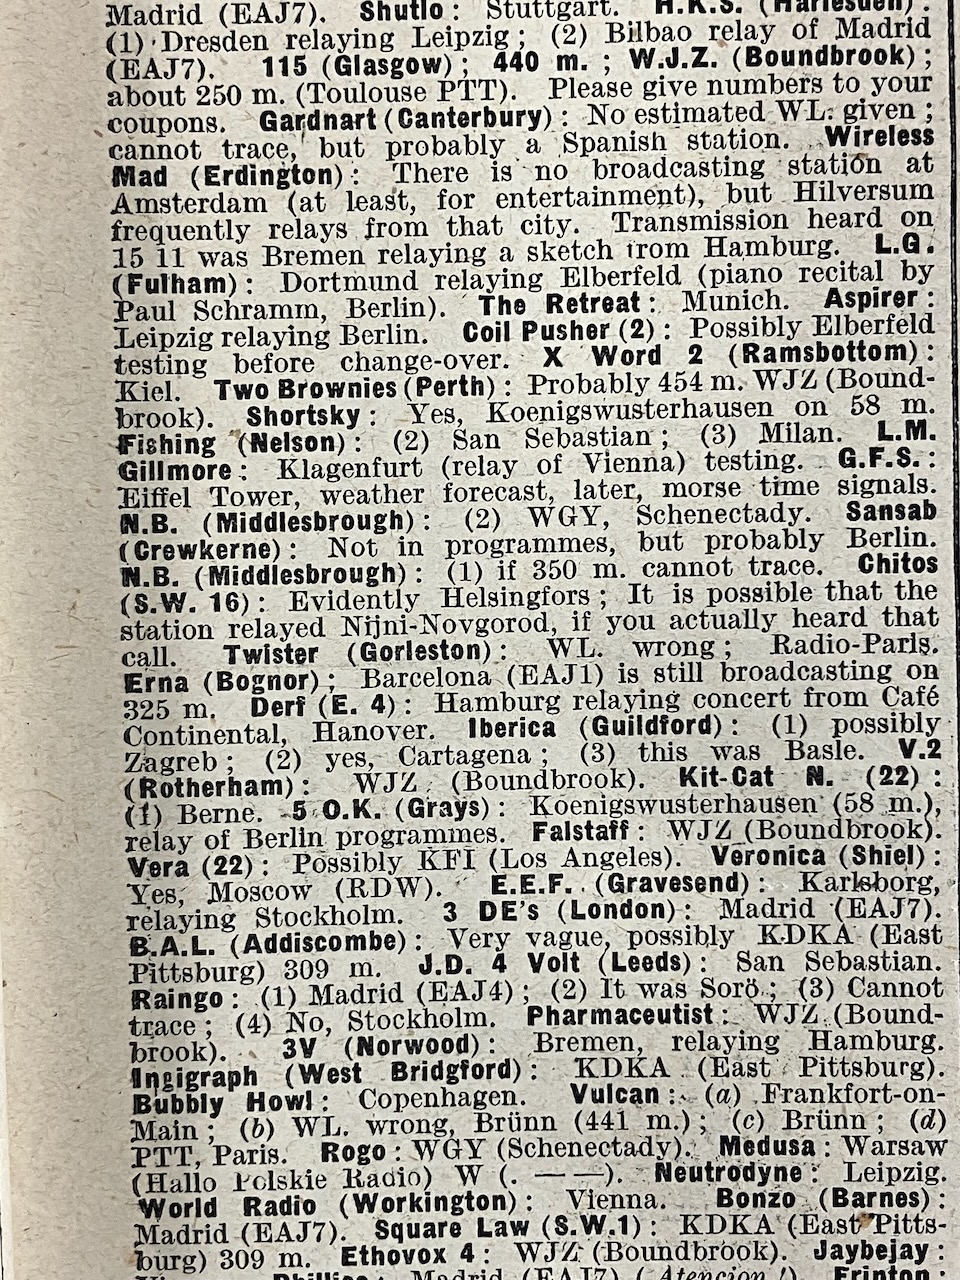 Madrid (EAJ7). Shutlo: Stuttgart. H.K.S. (Harlesden):
(1) Dresden relaying Leipzig; (2) Bilbao relay of Madrid
(EAJ7). 115 (Glasgow); 440 m.; W.J.Z. (Boundbrook);
about 250 m. (Toulouse PTT). Please give numbers to your
coupons. Gardnart (Canterbury): No estimated WL. given;
cannot trace, but probably a Spanish station. Wireless
Mad (Erdington): There is no broadcasting station at
Amsterdam (at least, for entertainment), but Hilversum
frequently relays from that city. Transmission heard on
15 11 was Bremen relaying a sketch from Hamburg. L.G.
(Fulham): Dortmund relaying Elberfeld (piano recital by
Paul Schramm, Berlin). The Retreat: Munich. Aspirer:
Leipzig relaying Berlin. Coil Pusher (2): Possibly Elberfeld
testing before change-over. X Word 2 (Ramsbottom):
Kiel. Two Brownies (Perth): Probably 454 m. WJZ (Bound-
brook). Shortsky: Yes, Koenigswusterhausen on 58 m.
Fishing (Nelson): (2) San Sebastian; (3) Milan. L.M.
Gillmore: Klagenfurt (relay of Vienna) testing. G.F.S.:
Eiffel Tower, weather forecast, later, morse time signals.
N.B. (Middlesbrough): (2) WGY, Schenectady. Sansab
(Crewkerne): Not in programmes, but probably Berlin.
N.B. (Middlesbrough): (1) if 350 m. cannot trace. Chitos
(S.W. 16): Evidently Helsingfors; It is possible that the
station relayed Nijni-Novgorod, if you actually heard that
call. Twister (Gorleston): WL. wrong; Radio-Paris.
Erna (Bognor); Barcelona (EAJ1) is still broadcasting on
325 m. Derf (E. 4): Hamburg relaying concert from Café
Continental, Hanover. Iberica (Guildford): (1) possibly
Zagreb; (2) yes, Cartagena; (3) this was Basle. V.2
(Rotherham): WJZ (Boundbrook). Kit-Cat N. (22):
(1) Berne. 5 O.K. (Grays): Koenigswusterhausen (58 m.),
relay of Berlin programmes. Falstaff: WJZ (Boundbrook).
Vera (22): Possibly KFI (Los Angeles). Veronica (Shiel):
Yes, Moscow (RDW). E.E.F. (Gravesend): Karlsborg,
relaying Stockholm. 3 DE's (London): Madrid (EAJ7).
B.A.L. (Addiscombe): Very vague, possibly KDKA (East
Pittsburg) 309 m. J.D. 4 Volt (Leeds): San Sebastian.
Raingo: (1) Madrid (EAJ4); (2) It was Sorö; (3) Cannot
trace; (4) No, Stockholm. Pharmaceutist: WJZ (Bound-
brook). 3V (Norwood): Bremen, relaying Hamburg.
Ingigraph (West Bridgford): KDKA (East Pittsburg).
Bubbly Howl: Copenhagen. Vulcan: (a) Frankfort-on-
Main; (b) WL. wrong, Brünn (441 m.); (c) Brünn; (d)
PTT, Paris. Rogo: WGY (Schenectady). Medusa: Warsaw
(Hallo Polskie Radio) W (. — —). Neutrodyne: Leipzig.
World Radio (Workington): Vienna. Bonzo (Barnes):
Madrid (EAJ7). Square Law (S.W.1): KDKA (East Pitts-
burg) 309 m. Ethovox 4: WJZ (Boundbrook). Jaybejay:
Madrid (EAJ7) (Atencion!). Frinton: